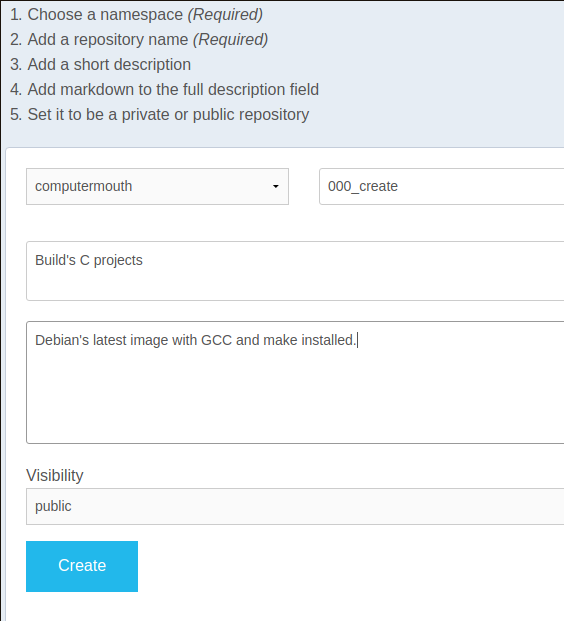 1. Choose a namespace (Required)
2. Add a repository name (Required)
3. Add a short description
4. Add markdown to the full description field
5. Set it to be a private or public repository
computermouth
000_create
Build's C projects
Debian's latest image with GCC and make installed.
Visibility
public
Create